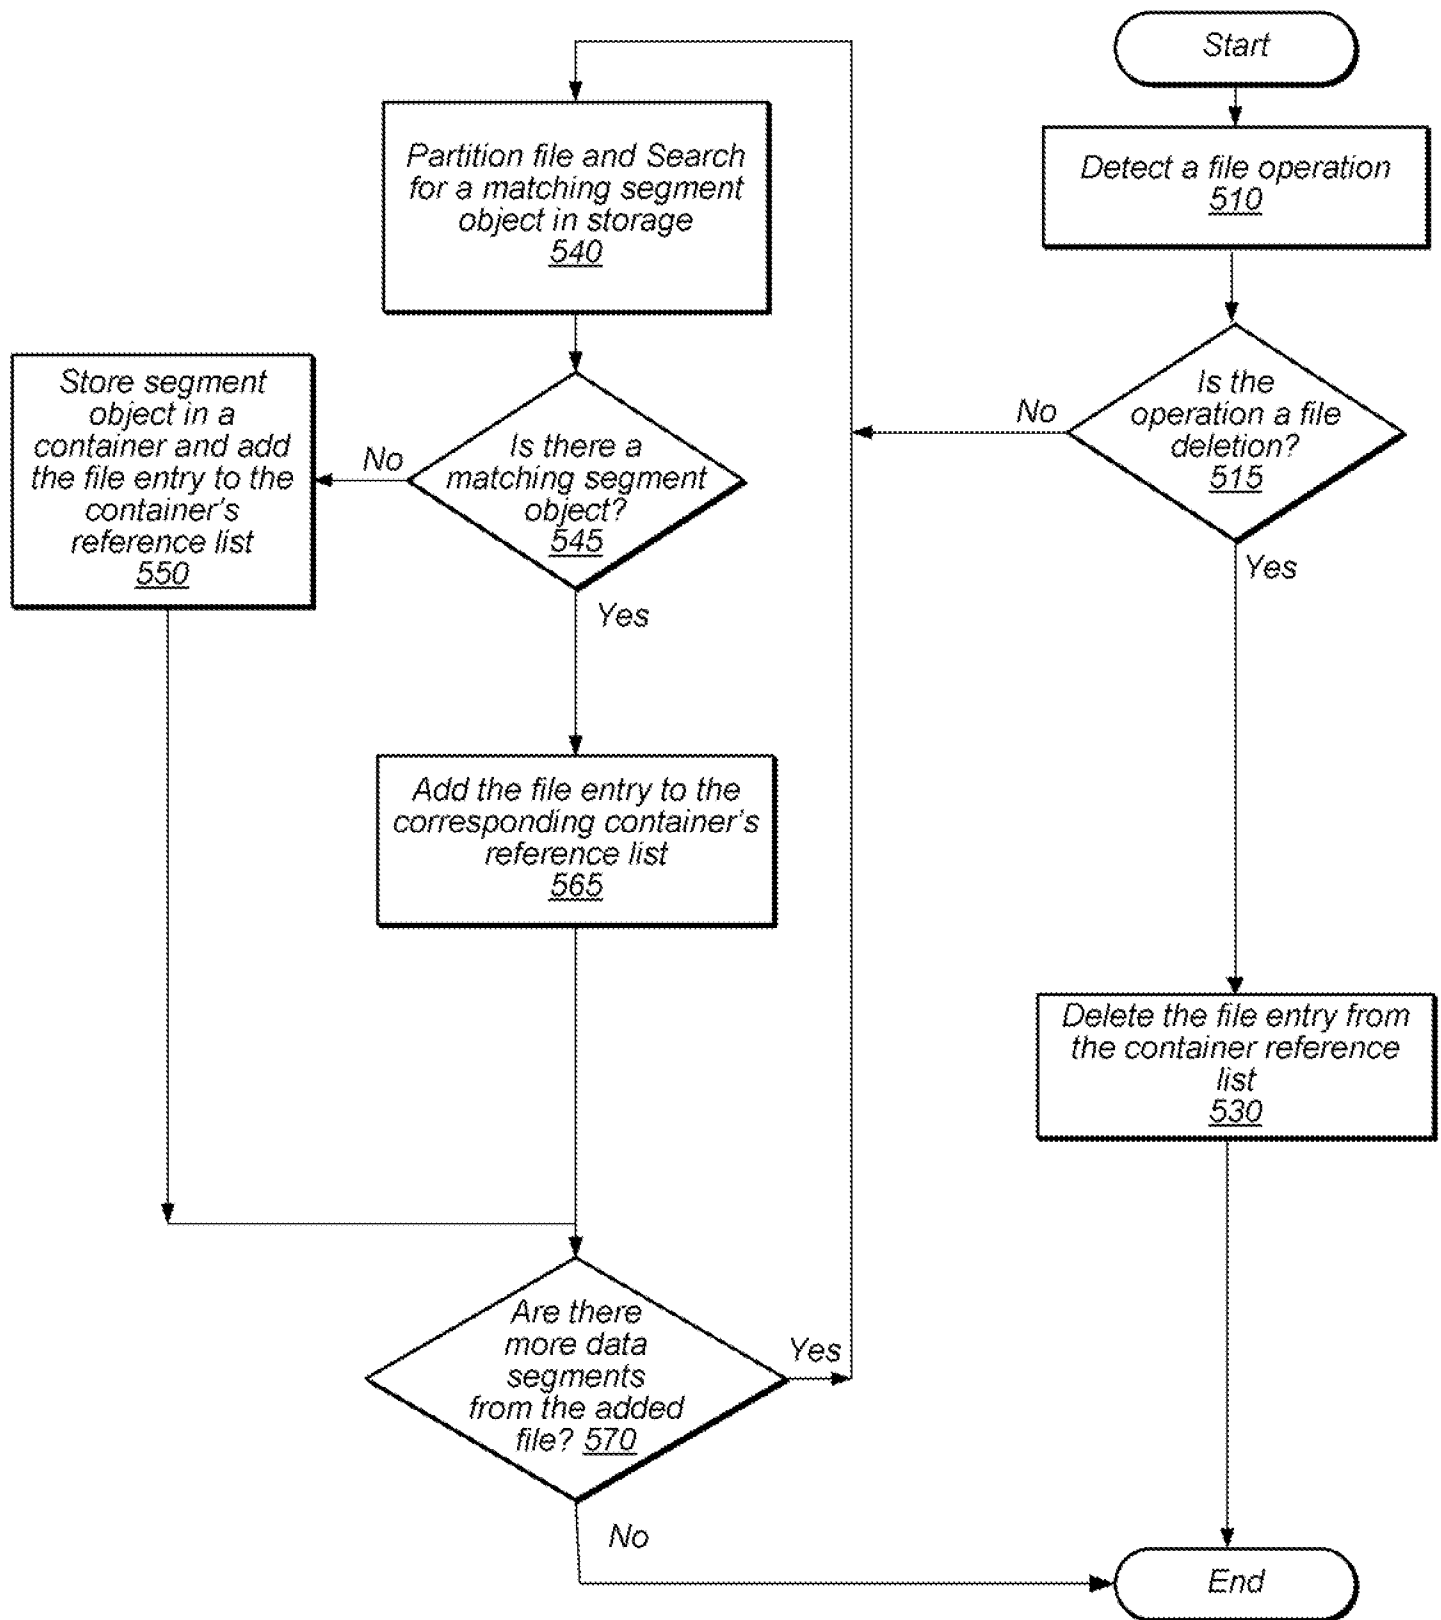 Start
Detect a file operation
510
Is the
operation a file
deletion?
515
No
Yes
Delete the file entry from
the container reference
list
530
Partition file and Search
for a matching segment
object in storage
540
Is there a
matching segment
object?
545
No
Yes
Store segment
object in a
container and add
the file entry to the
container's
reference list
550
Add the file entry to the
corresponding container's
reference list
565
Are there
more data
segments
from the added
file? 570
Yes
No
End